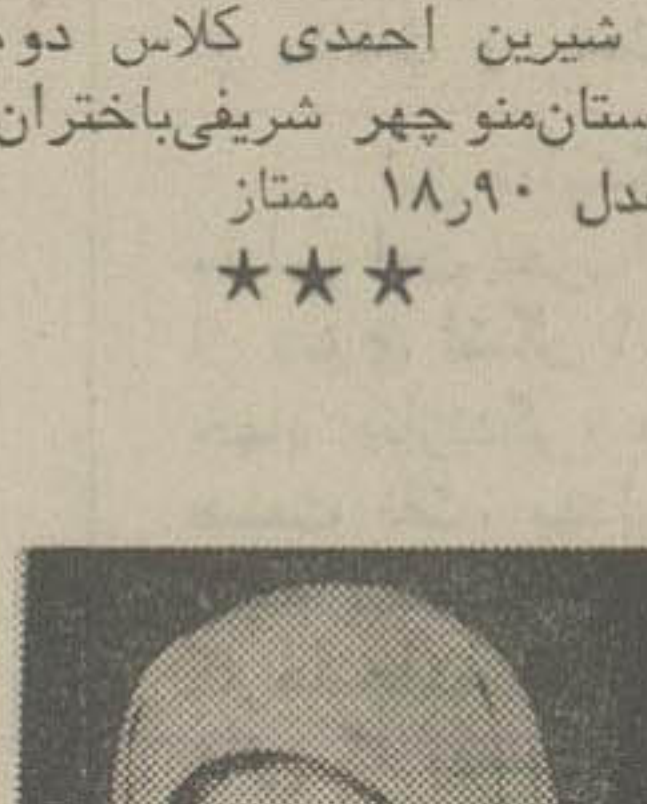 شیرین احمدی کلاس دو
ستان‌منوچهر شریفی‌باختران
دل ۱۸٫۹۰ ممتاز
★★★